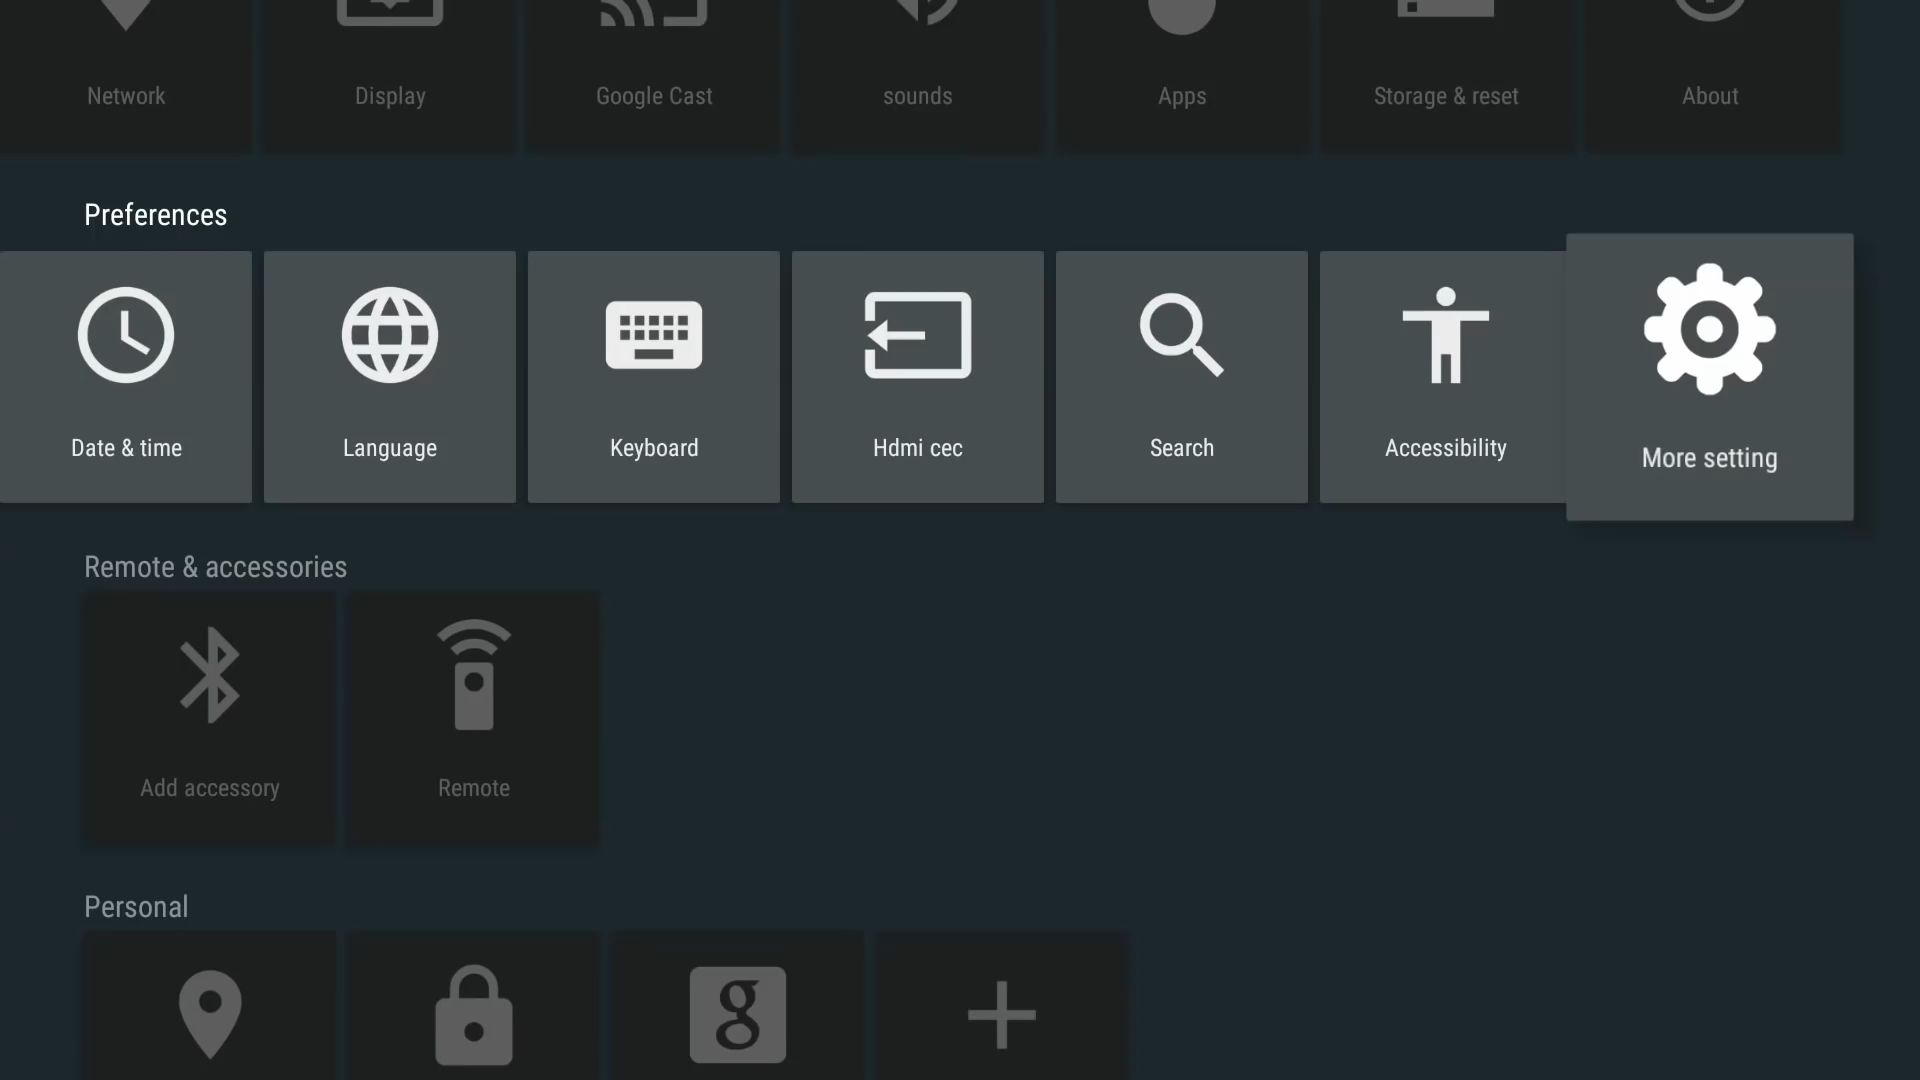 Network
Display
Google Cast
sounds
Apps
Storage & reset
About
Preferences
Date & time
Language
Keyboard
Hdmi cec
Search
Accessibility
More setting
Remote & accessories
Add accessory
Remote
Personal
g